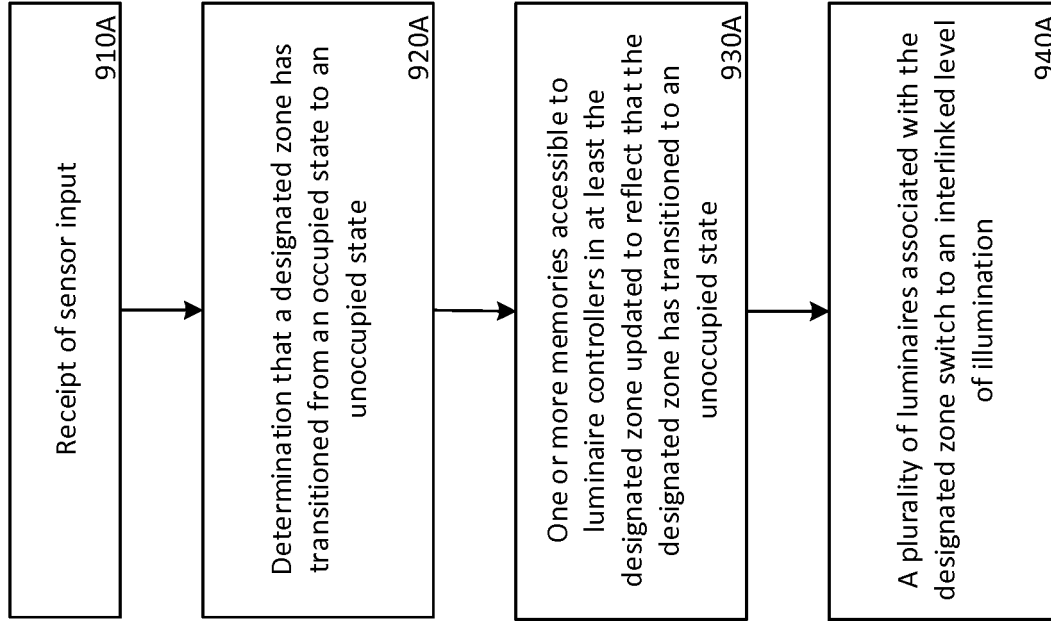 Receipt of sensor input
910A
Determination that a designated zone has
transitioned from an occupied state to an
unoccupied state
920A
One or more memories accessible to
luminaire controllers in at least the
designated zone updated to reflect that the
designated zone has transitioned to an
unoccupied state
930A
A plurality of luminaires associated with the
designated zone switch to an interlinked level
of illumination
940A